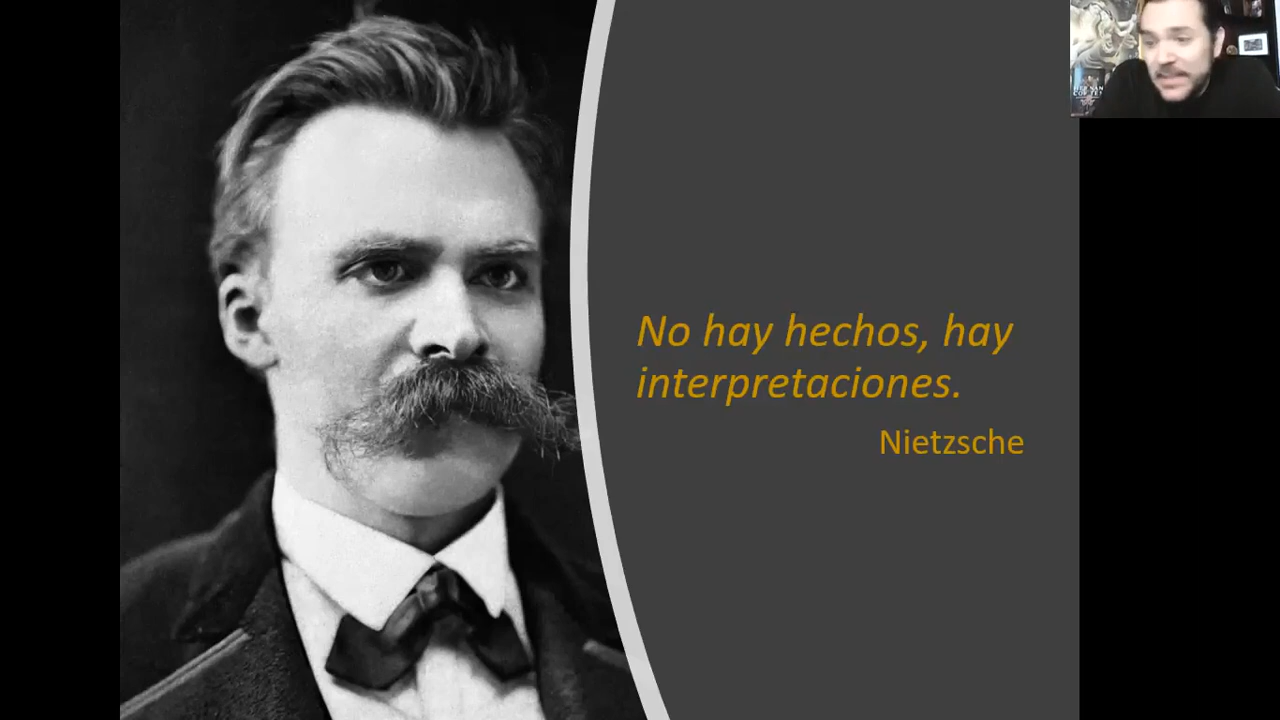 No hay hechos, hay
interpretaciones.
Nietzsche